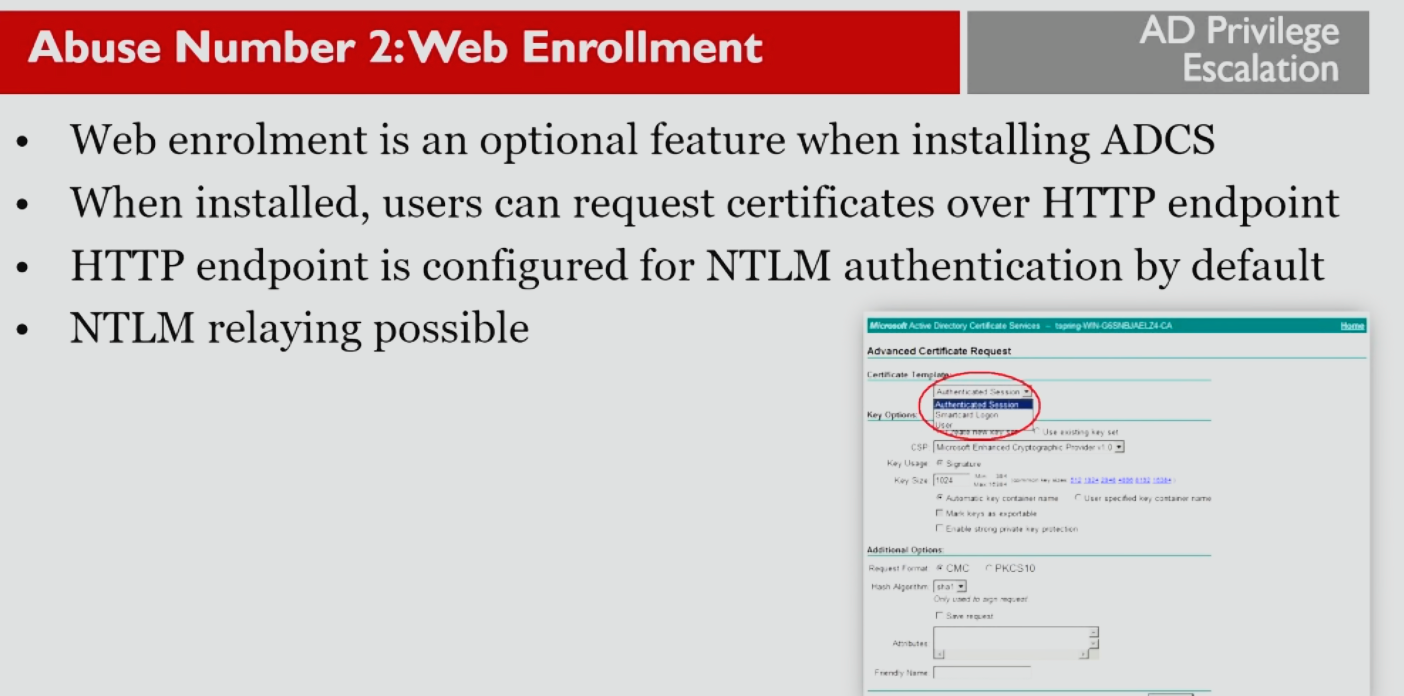 Abuse Number 2: Web Enrollment
AD Privilege
Escalation
• Web enrolment is an optional feature when installing ADCS
• When installed, users can request certificates over HTTP endpoint
• HTTP endpoint is configured for NTLM authentication by default
• NTLM relaying possible
Microsoft Active Directory Certificate Services -- tapring-WIN-G6SNBJAELZ4-CA Home
Advanced Certificate Request
Certificate Template:
Authenticated Session
Authenticated Session
Smartcard Logon
User
Key Options:
Create new key set Use existing key set
CSP: Microsoft Enhanced Cryptographic Provider v1.0
Key Usage: Signature
Key Size: 1024 Min: 384 Max: 15384 (common key sizes: 512 1024 2048 4096 8192 15384)
Automatic key container name User specified key container name
Mark keys as exportable
Enable strong private key protection
Additional Options:
Request Format: CMC PKCS10
Hash Algorithm: sha1
Only used to sign request.
Save request
Attributes:
Friendly Name: